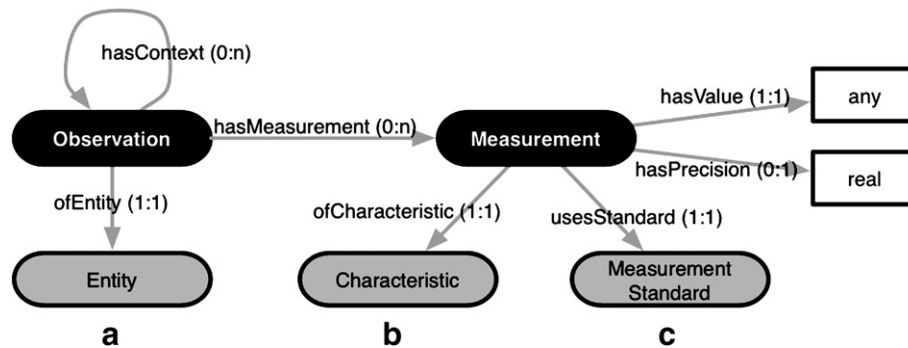 hasContext (0:n)
hasValue (1:1)
any
Observation
hasMeasurement (0:n)
Measurement
hasPrecision (0:1)
real
ofEntity (1:1)
ofCharacteristic (1:1)
usesStandard (1:1)
Entity
Characteristic
Measurement
Standard
a
b
c